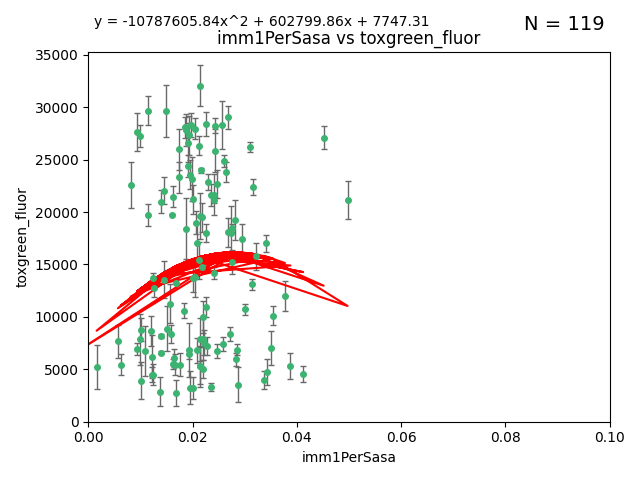 y = -10787605.84x^2 + 602799.86x + 7747.31
N = 119
imm1PerSasa vs toxgreen_fluor
35000
30000
25000
20000
15000
10000
5000
0
toxgreen_fluor
0.00 0.02 0.04 0.06 0.08 0.10
imm1PerSasa